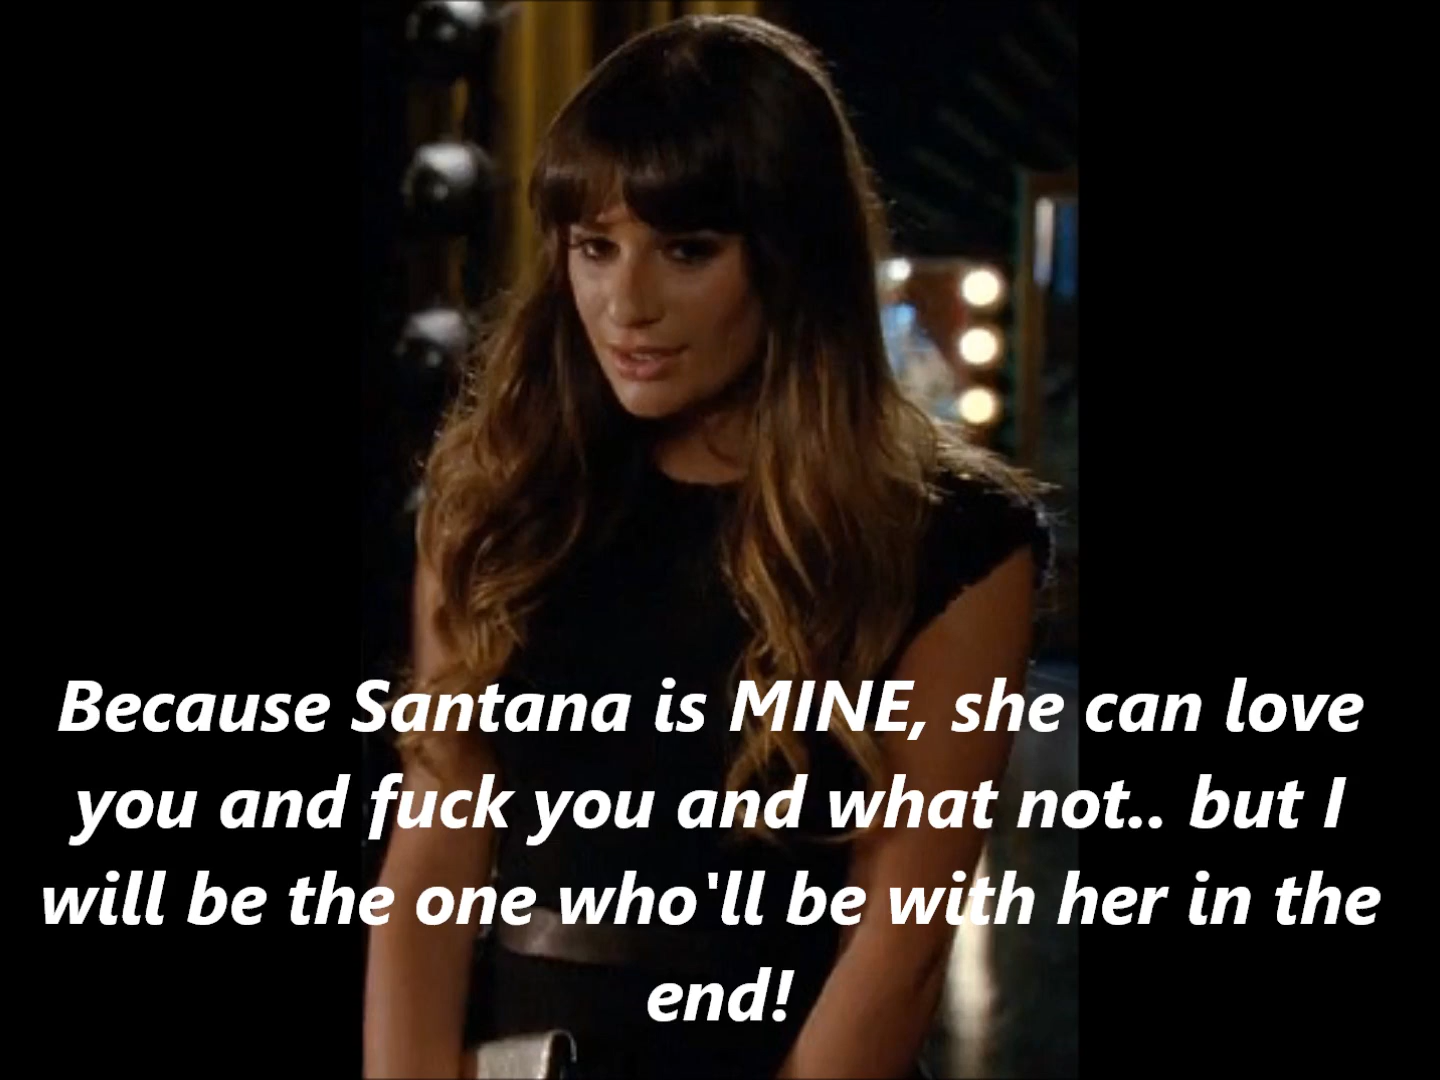 Because Santana is MINE, she can love
you and fuck you and what not.. but I
will be the one who'll be with her in the
end!